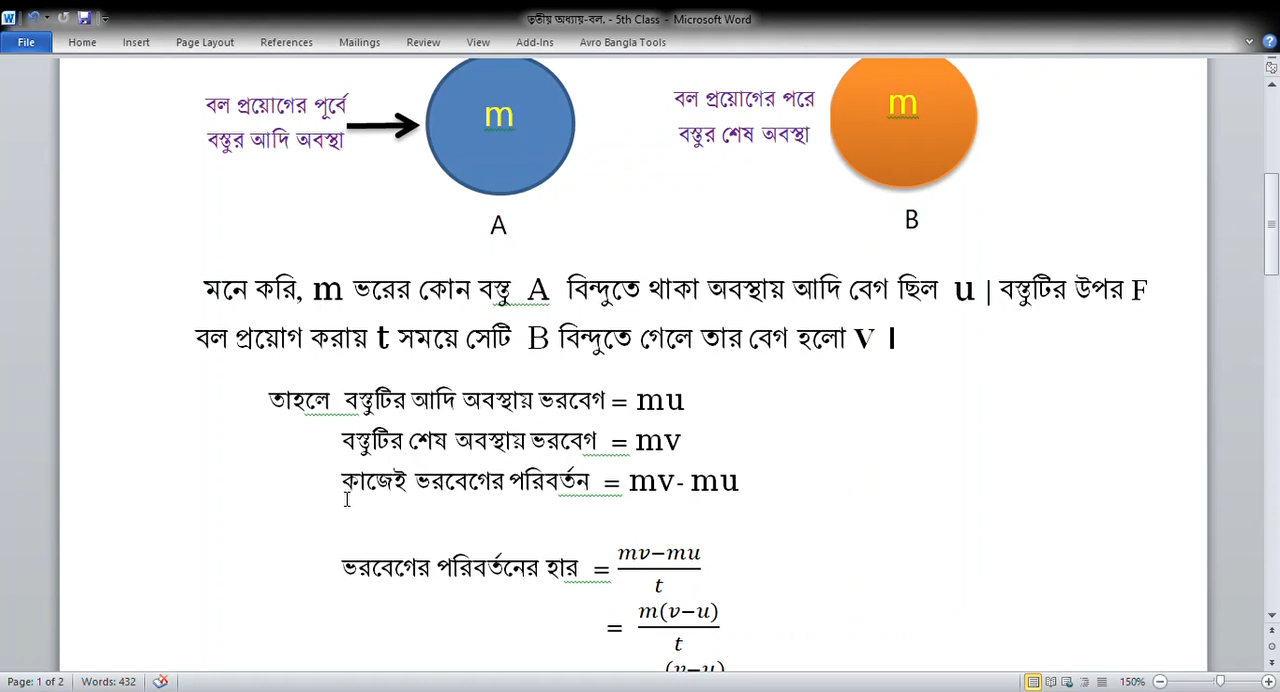 তৃতীয় অধ্যায়-বল. - 5th Class - Microsoft Word
File Home Insert Page Layout References Mailings Review View Add-Ins Avro Bangla Tools
বল প্রয়োগের পূর্বে
বস্তুর আদি অবস্থা
m
A
বল প্রয়োগের পরে
বস্তুর শেষ অবস্থা
m
B
মনে করি, m ভরের কোন বস্তু A বিন্দুতে থাকা অবস্থায় আদি বেগ ছিল u | বস্তুটির উপর F
বল প্রয়োগ করায় t সময়ে সেটি B বিন্দুতে গেলে তার বেগ হলো v ।
তাহলে বস্তুটির আদি অবস্থায় ভরবেগ = mu
বস্তুটির শেষ অবস্থায় ভরবেগ = mv
কাজেই ভরবেগের পরিবর্তন = mv- mu
ভরবেগের পরিবর্তনের হার = (mv−mu)/t
= m(v−u)/t
(v−u)
Page: 1 of 2 Words: 432 150%